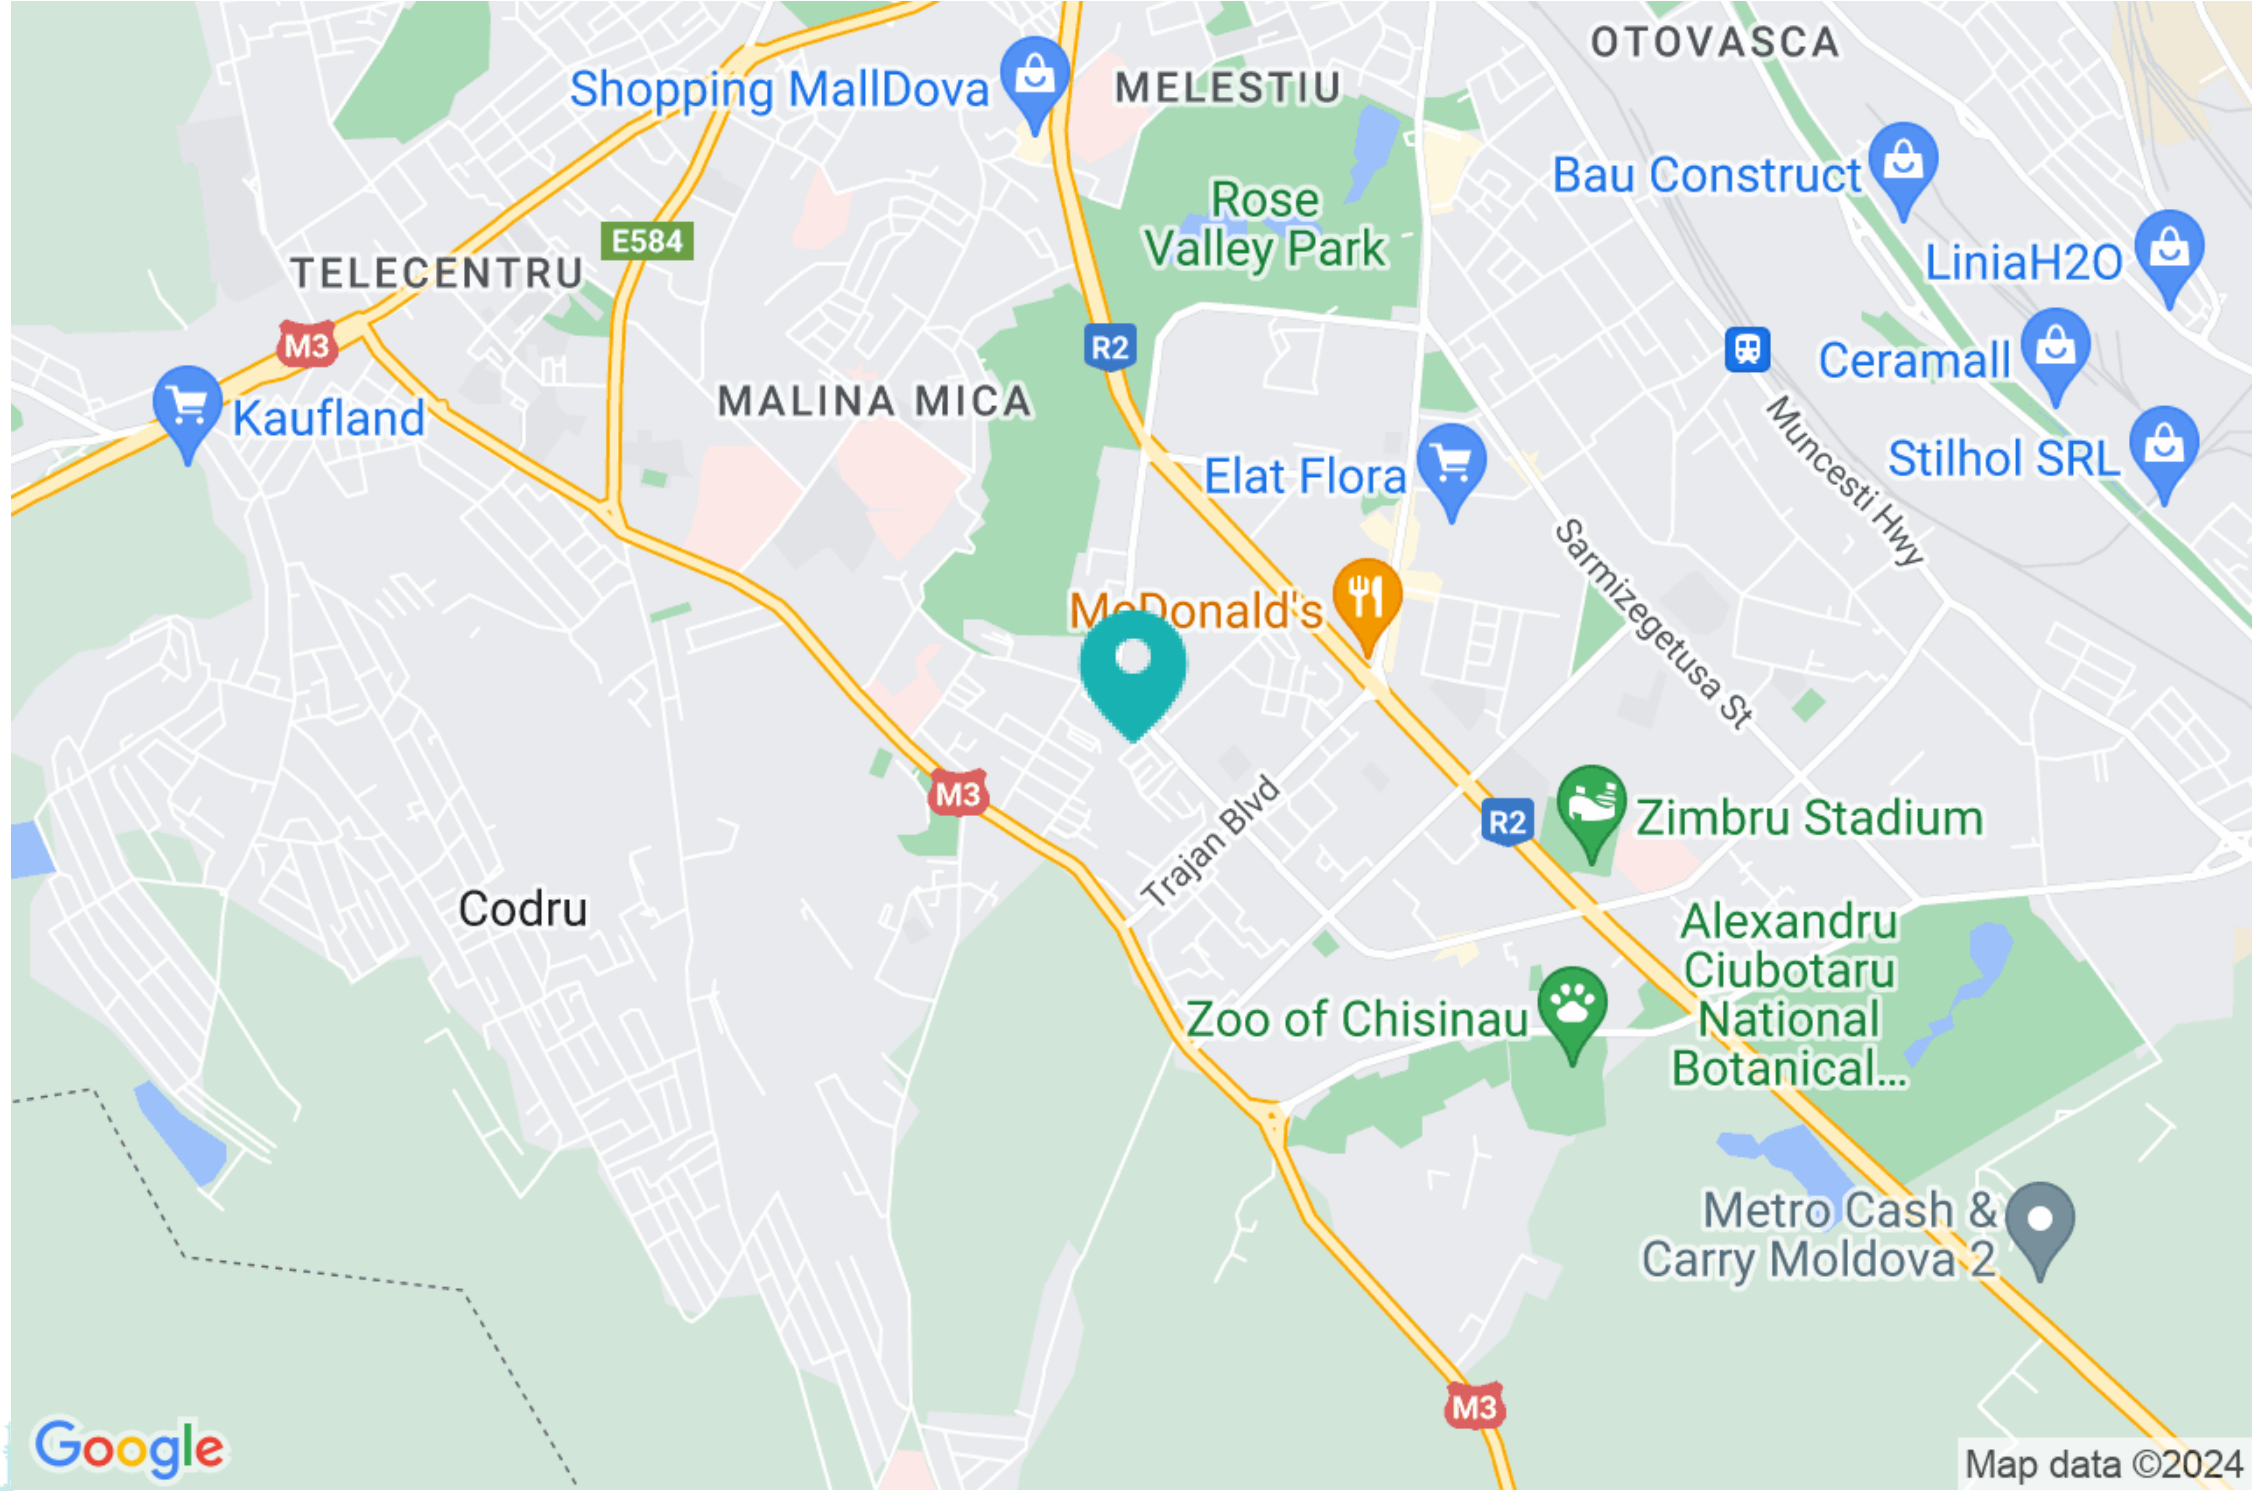 OTOVASCA
Shopping MallDova
MELESTIU
Bau Construct
Rose
Valley Park
E584
LiniaH2O
TELECENTRU
M3
R2
Ceramall
MALINA MICA
Kaufland
Muncesti Hwy
Stilhol SRL
Elat Flora
Sarmizegetusa St
McDonald's
M3
R2
Zimbru Stadium
Trajan Blvd
Codru
Alexandru
Ciubotaru
National
Botanical...
Zoo of Chisinau
Metro Cash &
Carry Moldova 2
M3
Google
Map data ©2024